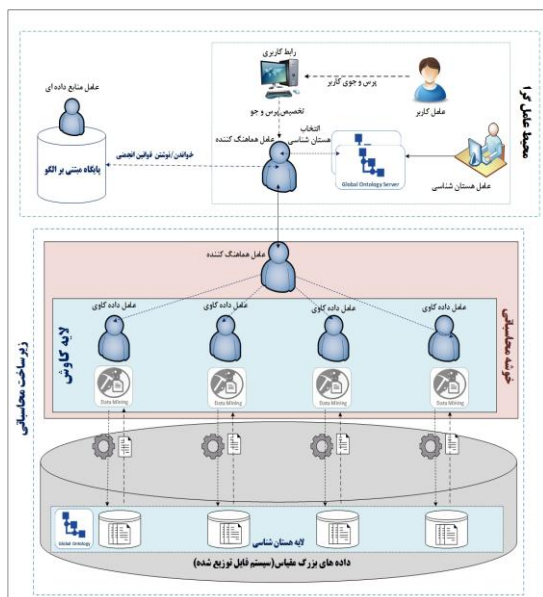 رابط کاربری
پرس و جوی کاربر
عامل کاربر
محیط عامل گرا
عامل منابع داده ای
تخصیص پرس و جو
انتخاب
هستان شناسی
عامل هماهنگ کننده
خواندن/نوشتن قوانین انجمنی
پایگاه مبتنی بر الگو
Global Ontology Server
عامل هستان شناسی
عامل هماهنگ کننده
عامل داده کاوی
عامل داده کاوی
عامل داده کاوی
عامل داده کاوی
لایه کاوش
خوشه محاسباتی
زیرساخت محاسباتی
Data Mining
Data Mining
Data Mining
Data Mining
Global Ontology
لایه هستان شناسی
داده های بزرگ مقیاس(سیستم فایل توزیع شده)